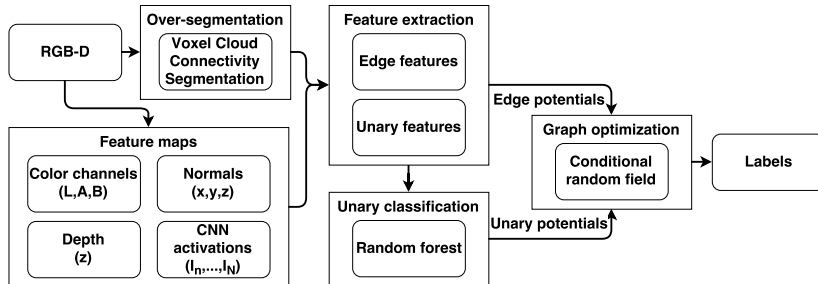 RGB-D
Over-segmentation
Voxel Cloud
Connectivity
Segmentation
Feature maps
Color channels
(L,A,B)
Normals
(x,y,z)
Depth
(z)
CNN
activations
(I_n,...,I_N)
Feature extraction
Edge features
Unary features
Unary classification
Random forest
Edge potentials
Unary potentials
Graph optimization
Conditional
random field
Labels